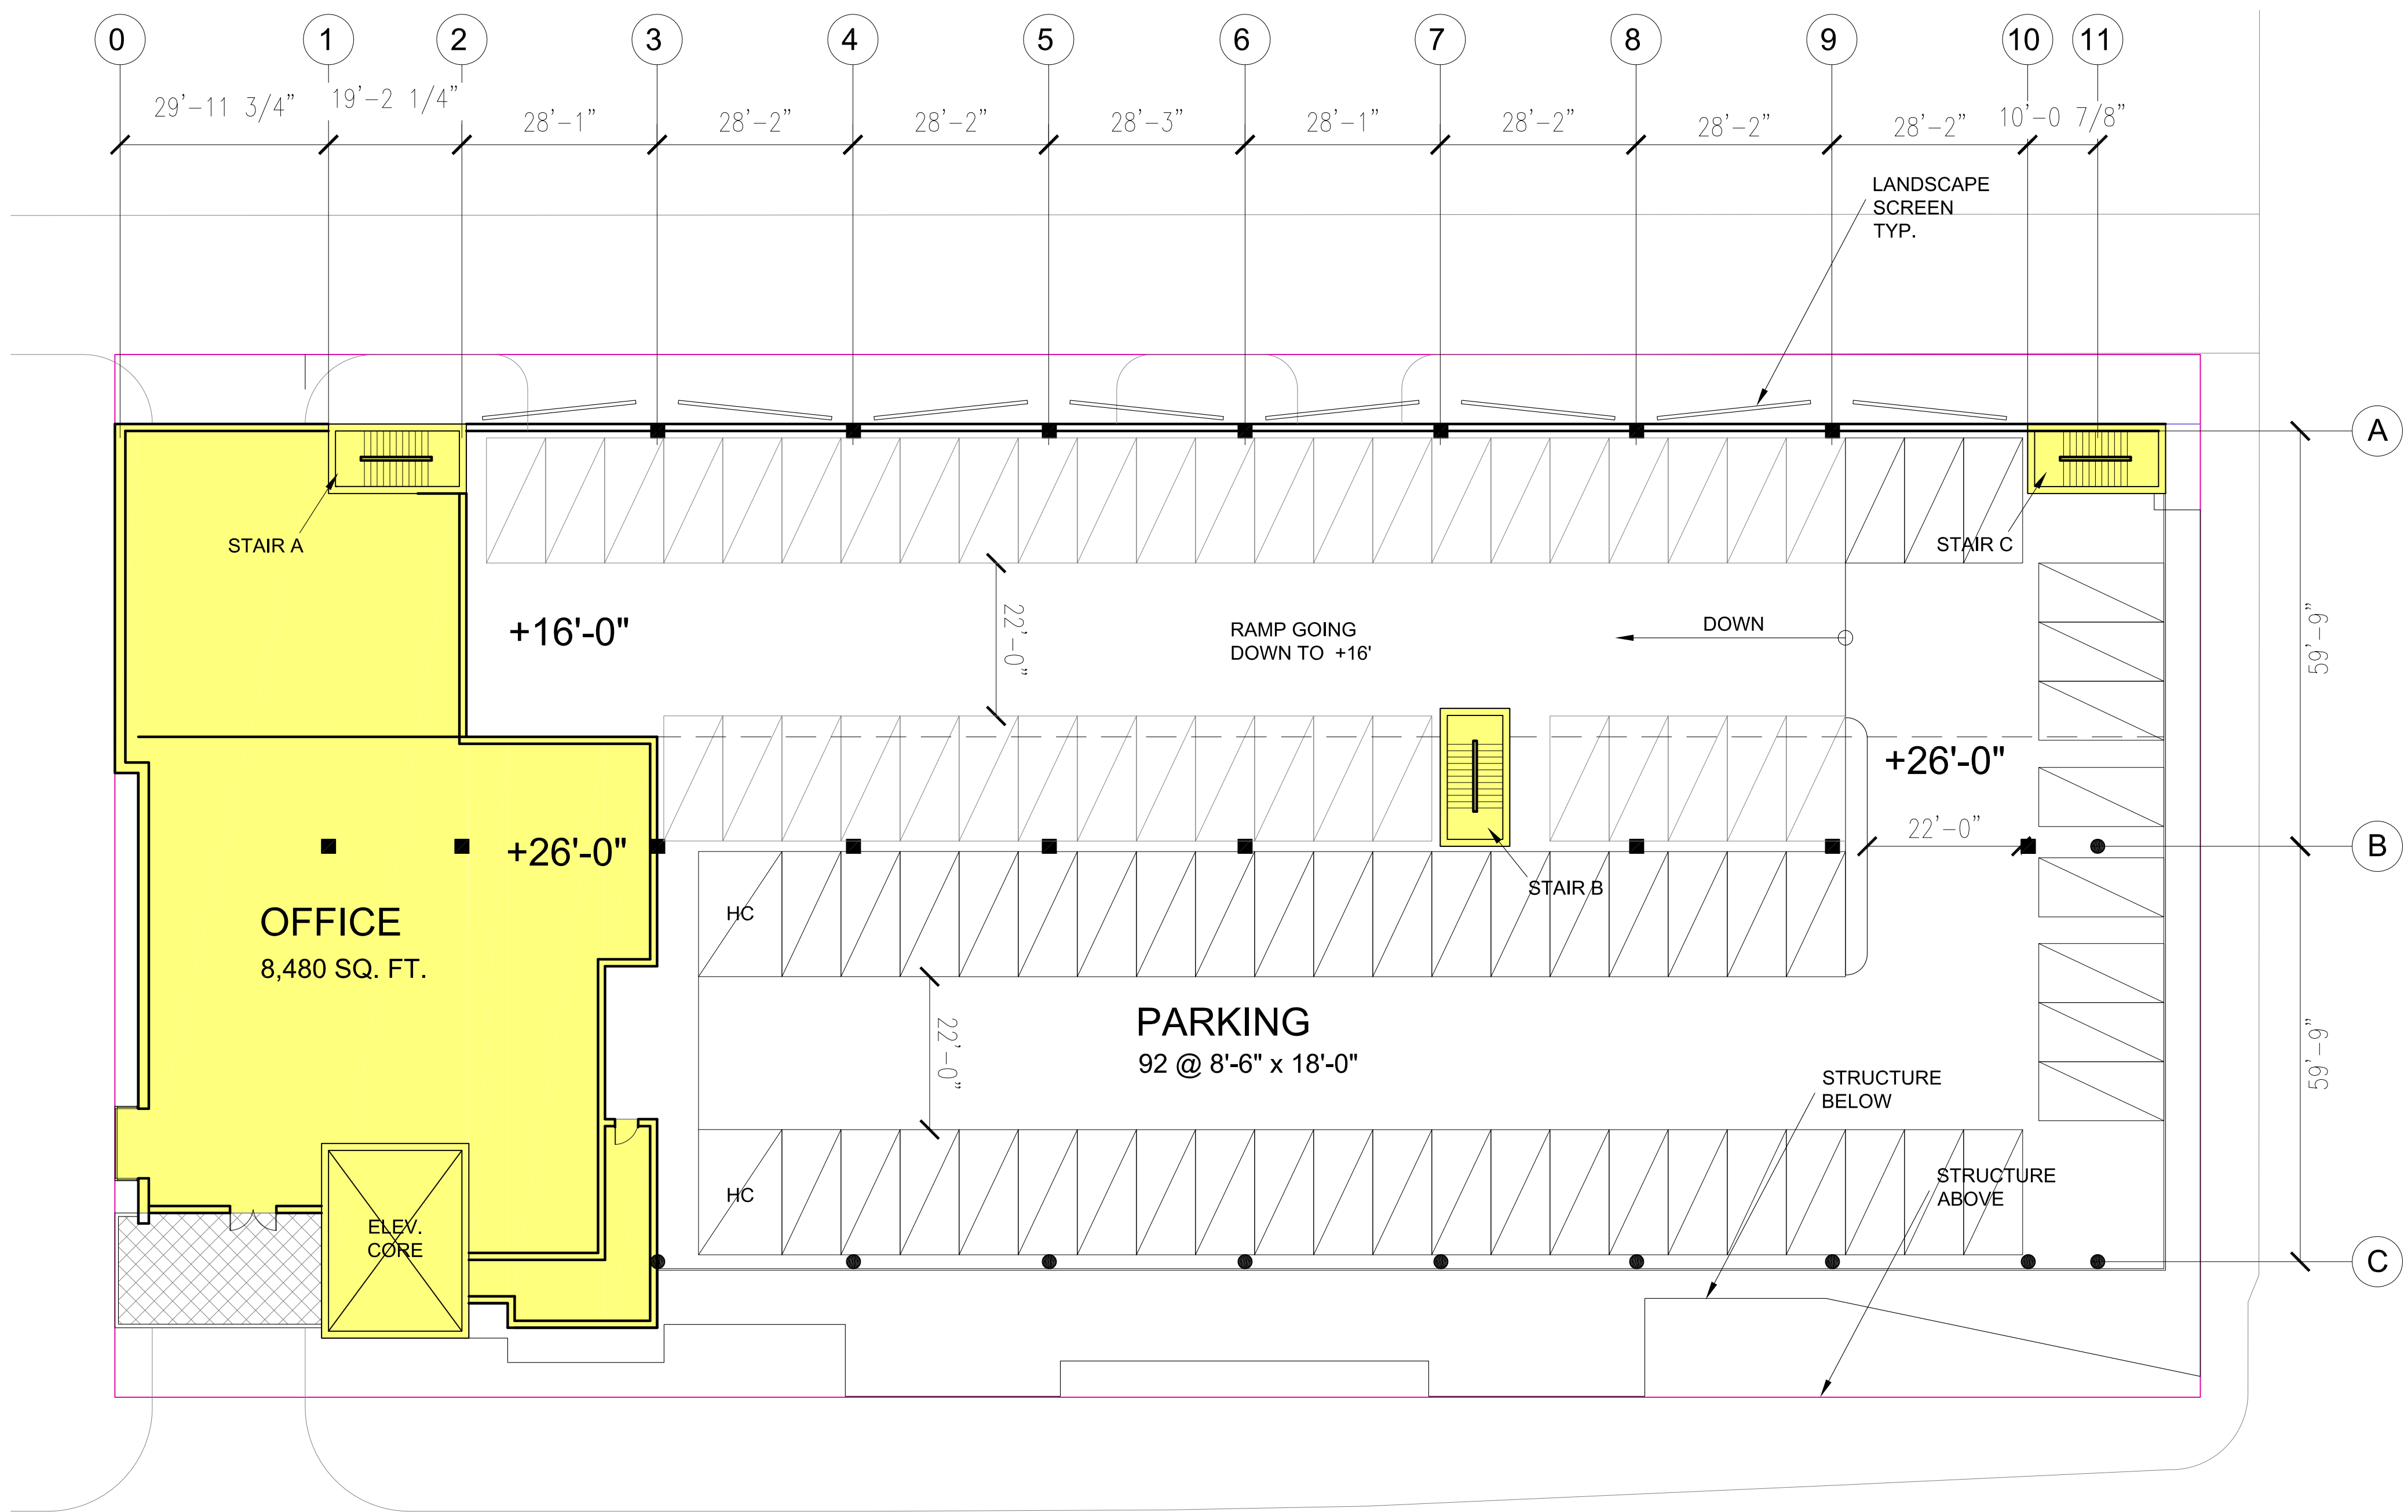 0
1
2
3
4
5
6
7
8
9
10
11
29'-11 3/4"
19'-2 1/4"
28'-1"
28'-2"
28'-2"
28'-3"
28'-1"
28'-2"
28'-2"
28'-2"
10'-0 7/8"
LANDSCAPE
SCREEN
TYP.
A
STAIR A
STAIR C
+16'-0"
22'-0"
RAMP GOING
DOWN TO +16'
DOWN
59'-9"
+26'-0"
22'-0"
+26'-0"
B
OFFICE
8,480 SQ. FT.
HC
STAIR B
PARKING
92 @ 8'-6" x 18'-0"
22'-0"
59'-9"
STRUCTURE
BELOW
HC
STRUCTURE
ABOVE
ELEV.
CORE
C